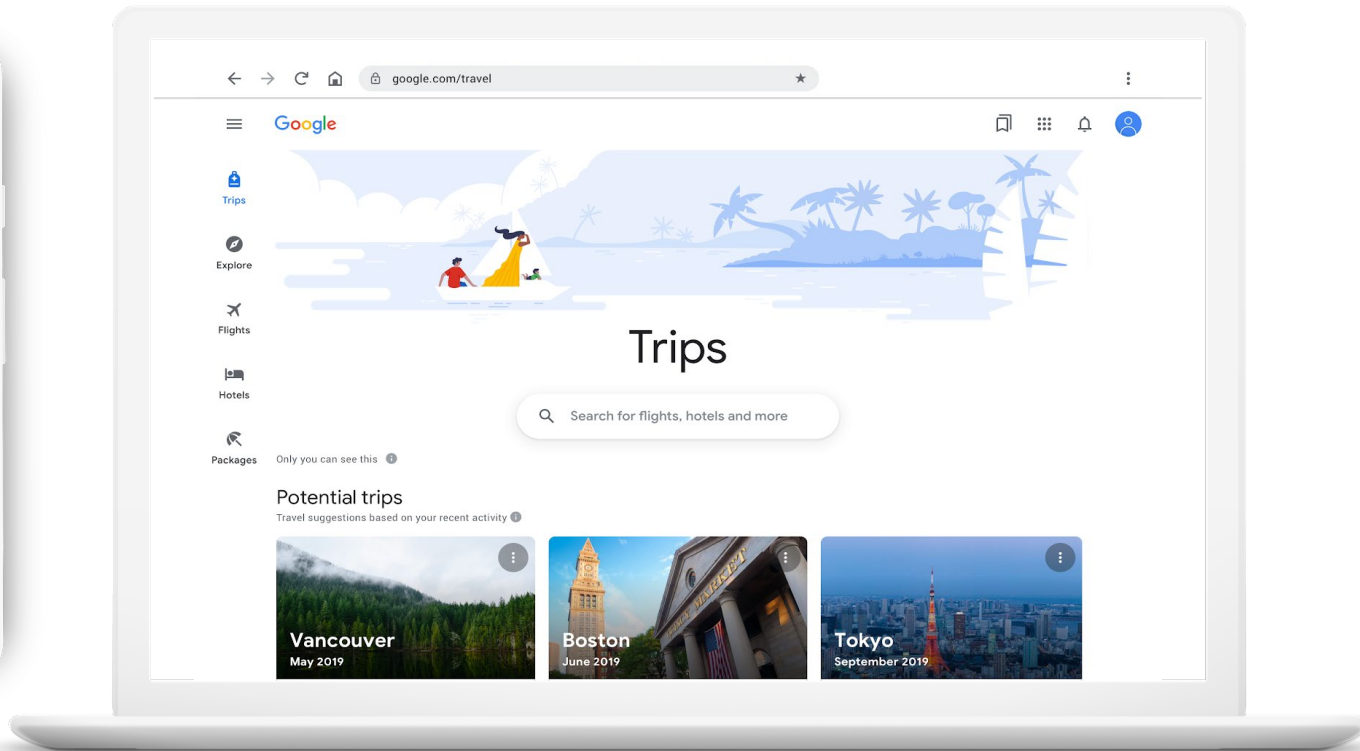 google.com/travel
Google
Trips
Explore
Flights
Hotels
Packages
Trips
Search for flights, hotels and more
Only you can see this
Potential trips
Travel suggestions based on your recent activity
Vancouver
May 2019
QUINCY MARKET
Boston
June 2019
Tokyo
September 2019